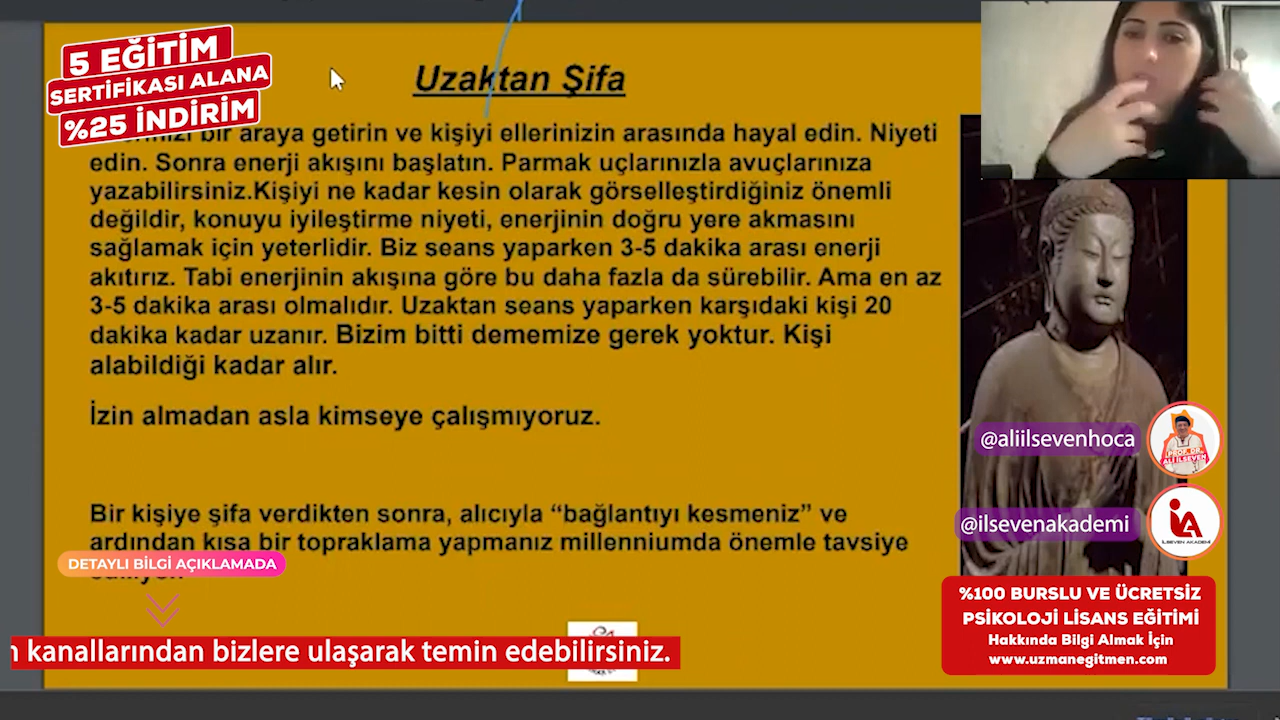 5 EĞİTİM
SERTİFİKASI ALANA
%25 İNDİRİM
Uzaktan Şifa
bir araya getirin ve kişiyi ellerinizin arasında hayal edin. Niyeti
edin. Sonra enerji akışını başlatın. Parmak uçlarınızla avuçlarınıza
yazabilirsiniz.Kişiyi ne kadar kesin olarak görselleştirdiğiniz önemli
değildir, konuyu iyileştirme niyeti, enerjinin doğru yere akmasını
sağlamak için yeterlidir. Biz seans yaparken 3-5 dakika arası enerji
akıtırız. Tabi enerjinin akışına göre bu daha fazla da sürebilir. Ama en az
3-5 dakika arası olmalıdır. Uzaktan seans yaparken karşıdaki kişi 20
dakika kadar uzanır. Bizim bitti dememize gerek yoktur. Kişi
alabildiği kadar alır.
İzin almadan asla kimseye çalışmıyoruz.
Bir kişiye şifa verdikten sonra, alıcıyla “bağlantıyı kesmeniz” ve
ardından kısa bir topraklama yapmanız millenniumda önemle tavsiye
DETAYLI BİLGİ AÇIKLAMADA
kanallarından bizlere ulaşarak temin edebilirsiniz.
@aliilsevenhoca
PROF. DR.
ALİ İLSEVEN
@ilsevenakademi
İLSEVEN AKADEMİ
%100 BURSLU VE ÜCRETSİZ
PSİKOLOJİ LİSANS EĞİTİMİ
Hakkında Bilgi Almak İçin
www.uzmanegitmen.com